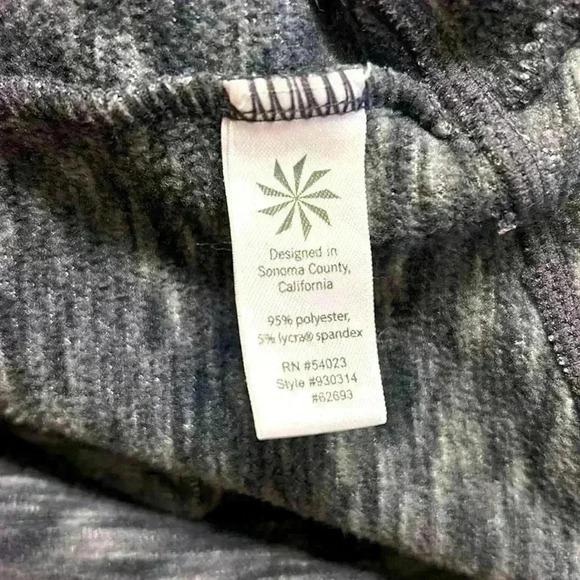 Designed in
Sonoma County,
California
95% polyester,
5% lycra® spandex
RN #54023
Style #930314
#62693